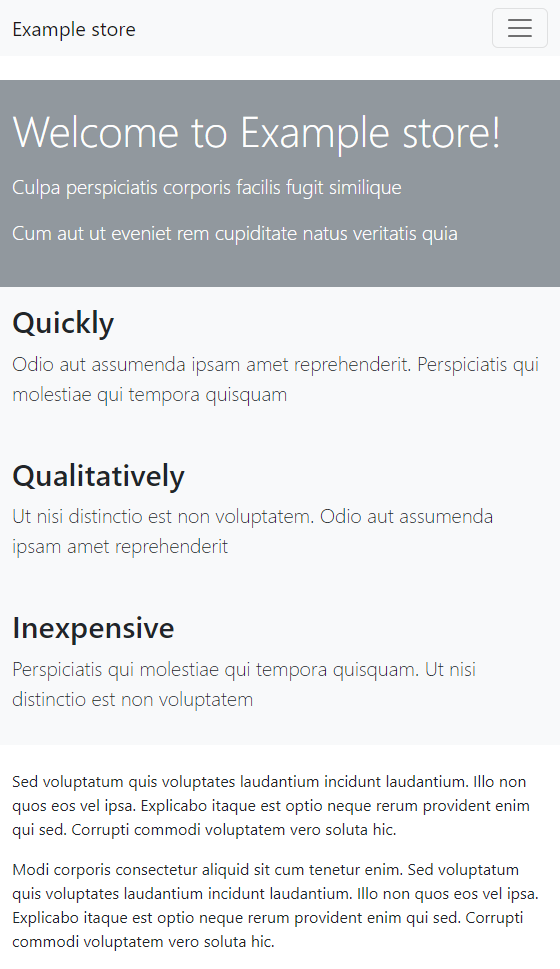 Example store
Welcome to Example store!
Culpa perspiciatis corporis facilis fugit similique
Cum aut ut eveniet rem cupiditate natus veritatis quia
Quickly
Odio aut assumenda ipsam amet reprehenderit. Perspiciatis qui
molestiae qui tempora quisquam
Qualitatively
Ut nisi distinctio est non voluptatem. Odio aut assumenda
ipsam amet reprehenderit
Inexpensive
Perspiciatis qui molestiae qui tempora quisquam. Ut nisi
distinctio est non voluptatem
Sed voluptatum quis voluptates laudantium incidunt laudantium. Illo non
quos eos vel ipsa. Explicabo itaque est optio neque rerum provident enim
qui sed. Corrupti commodi voluptatem vero soluta hic.
Modi corporis consectetur aliquid sit cum tenetur enim. Sed voluptatum
quis voluptates laudantium incidunt laudantium. Illo non quos eos vel ipsa.
Explicabo itaque est optio neque rerum provident enim qui sed. Corrupti
commodi voluptatem vero soluta hic.